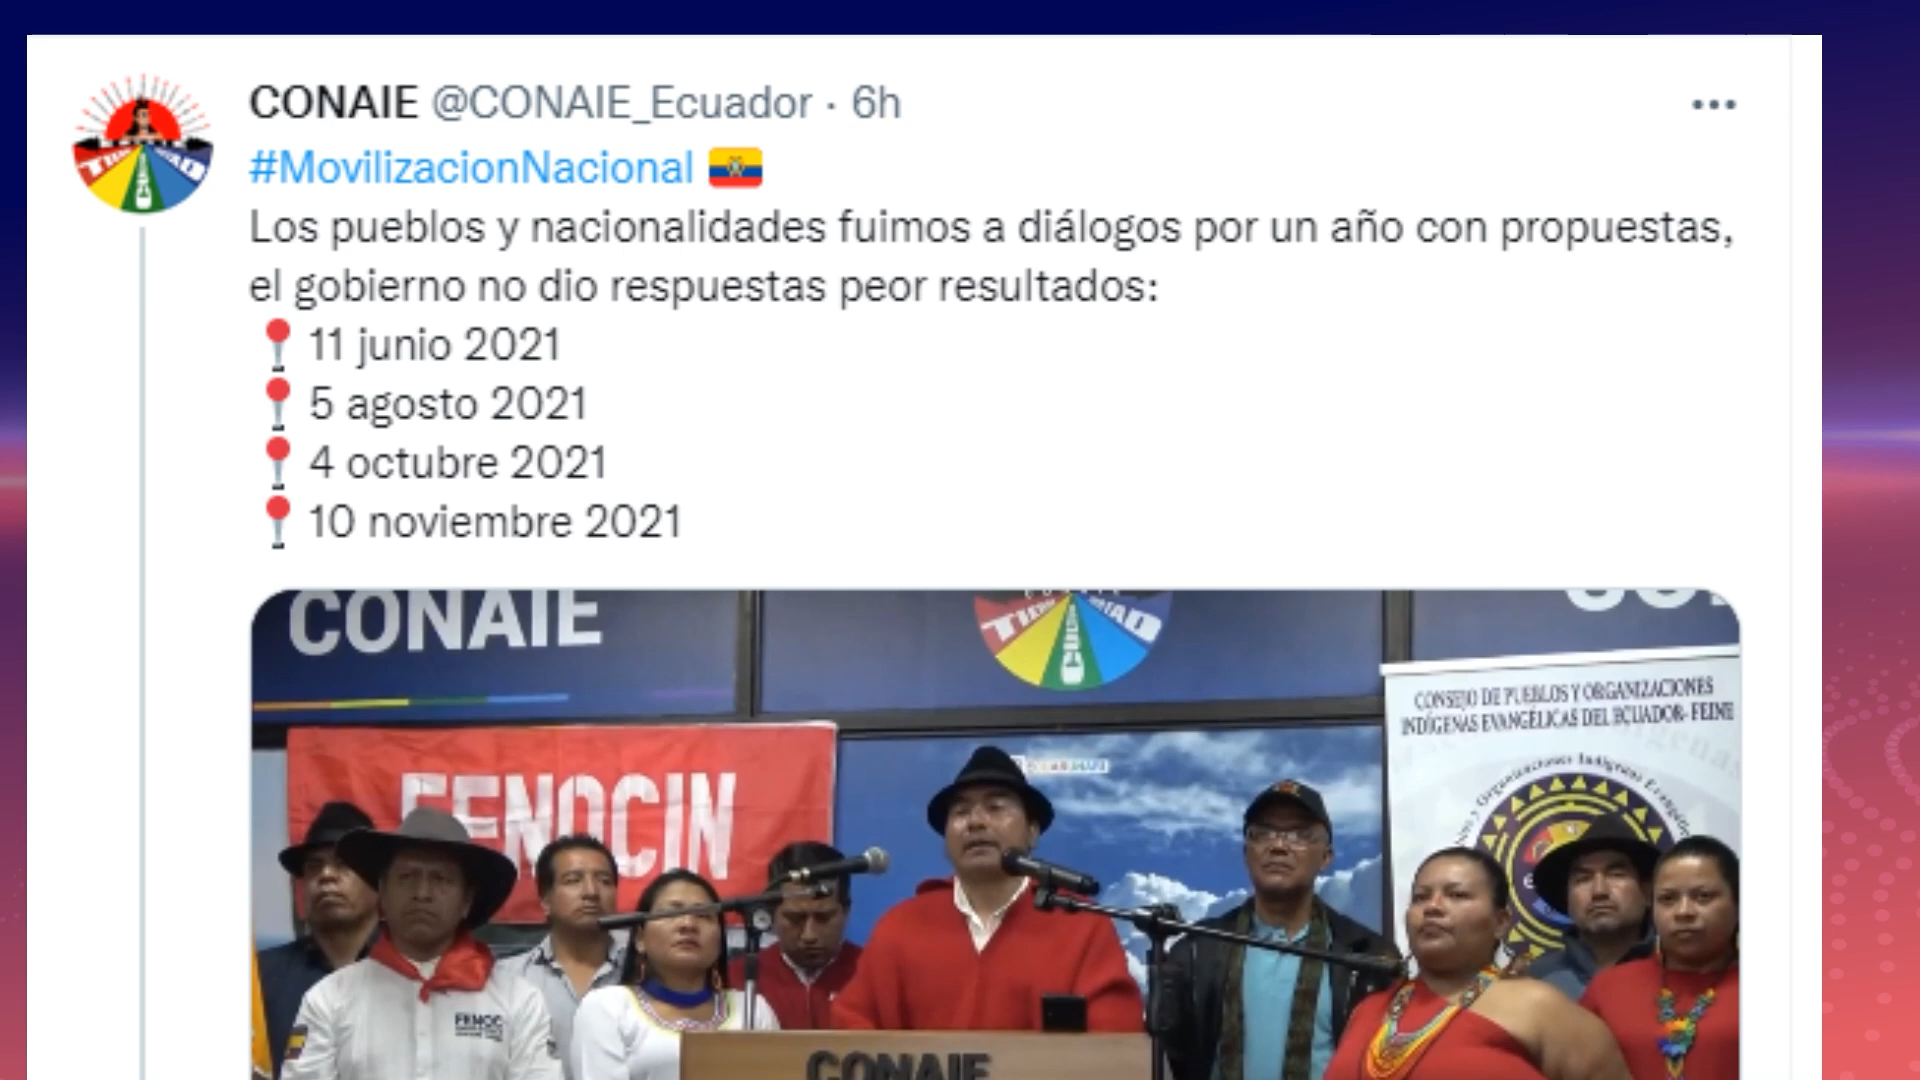 CONAIE @CONAIE_Ecuador · 6h
#MovilizacionNacional
Los pueblos y nacionalidades fuimos a diálogos por un año con propuestas,
el gobierno no dio respuestas peor resultados:
11 junio 2021
5 agosto 2021
4 octubre 2021
10 noviembre 2021
CONAIE
CONSEJO DE PUEBLOS Y ORGANIZACIONES
INDÍGENAS EVANGÉLICAS DEL ECUADOR- FEINE
FENOCIN
CONAIE